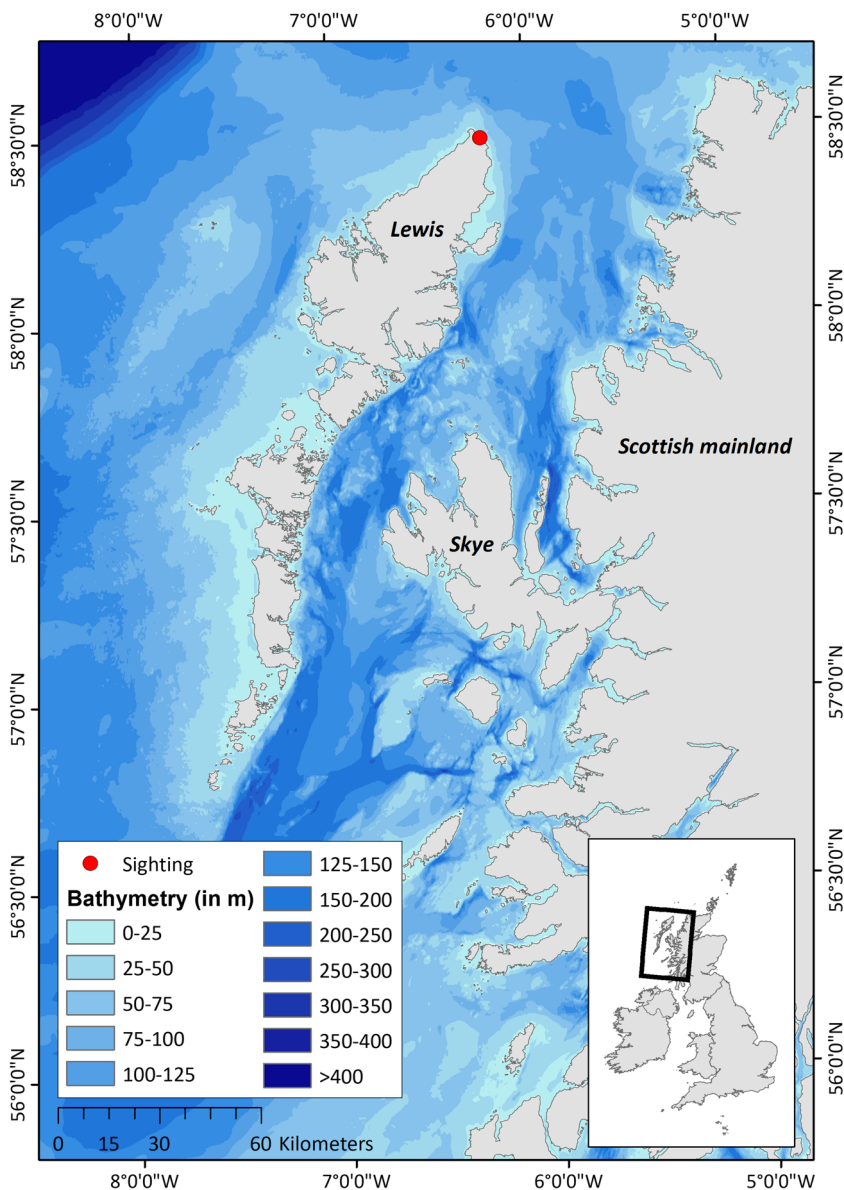 8°0'0"W 7°0'0"W 6°0'0"W 5°0'0"W
58°30'0"N
58°30'0"N
Lewis
58°0'0"N
58°0'0"N
Scottish mainland
57°30'0"N
57°30'0"N
Skye
57°0'0"N
57°0'0"N
56°30'0"N
56°30'0"N
56°0'0"N
56°0'0"N
Sighting
Bathymetry (in m)
0-25
25-50
50-75
75-100
100-125
125-150
150-200
200-250
250-300
300-350
350-400
>400
0 15 30 60 Kilometers
8°0'0"W 7°0'0"W 6°0'0"W 5°0'0"W